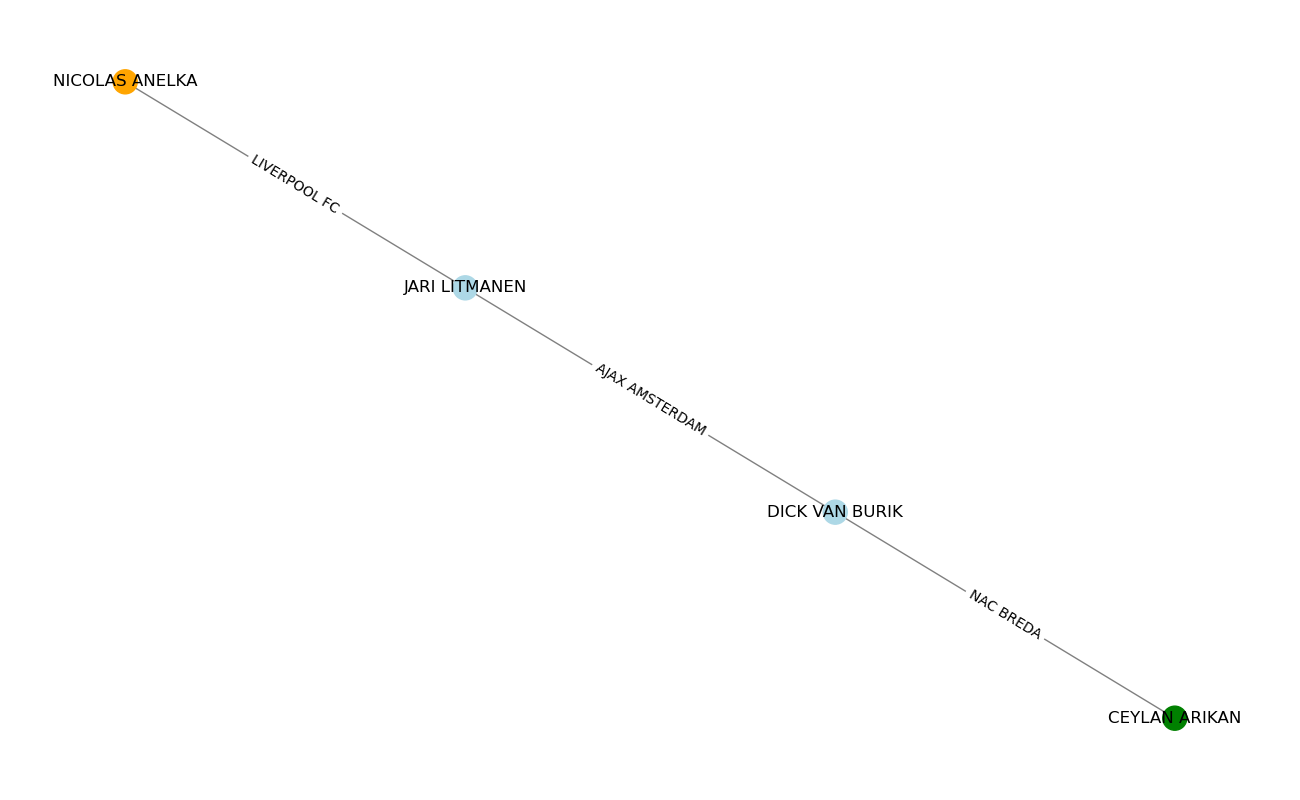 NICOLAS ANELKA
LIVERPOOL FC
JARI LITMANEN
AJAX AMSTERDAM
DICK VAN BURIK
NAC BREDA
CEYLAN ARIKAN